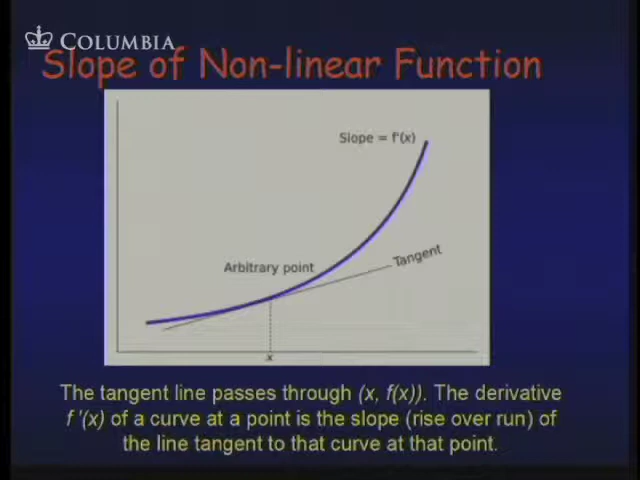 COLUMBIA
Slope of Non-linear Function
Slope = f'(x)
Arbitrary point
Tangent
x
The tangent line passes through (x, f(x)). The derivative
f '(x) of a curve at a point is the slope (rise over run) of
the line tangent to that curve at that point.